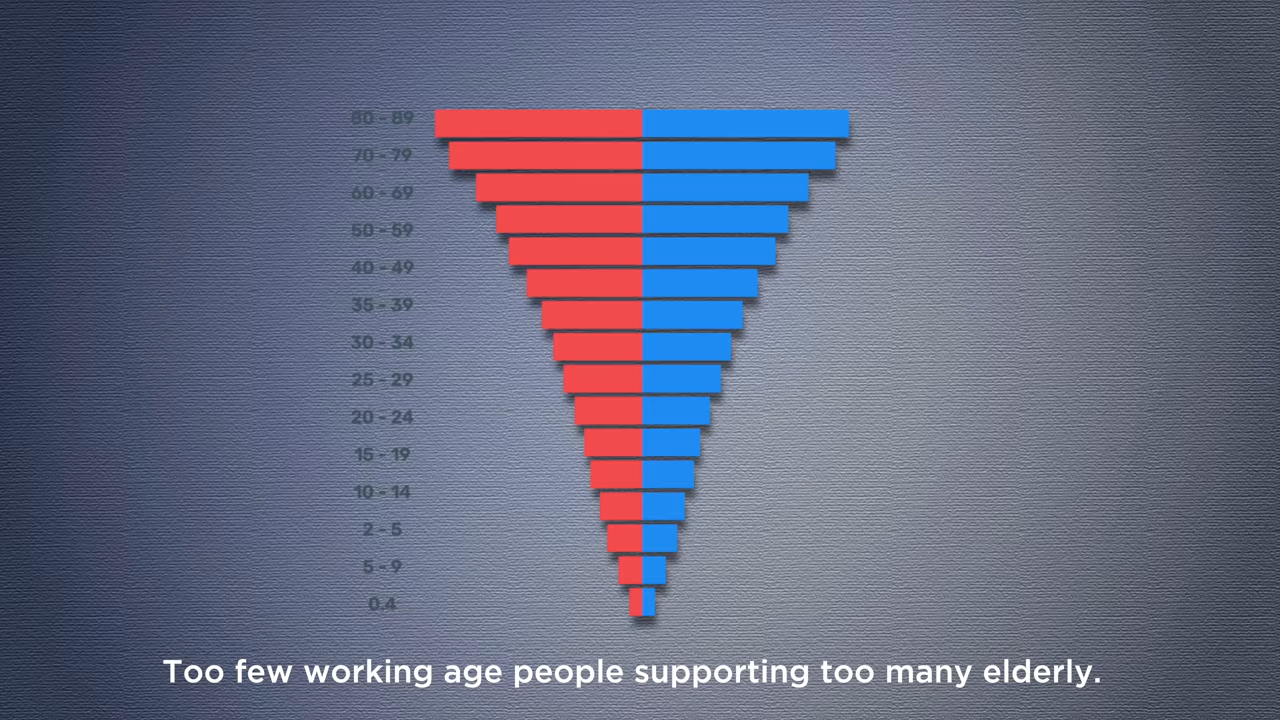 80 - 89
70 - 79
60 - 69
50 - 59
40 - 49
35 - 39
30 - 34
25 - 29
20 - 24
15 - 19
10 - 14
2 - 5
5 - 9
0.4
Too few working age people supporting too many elderly.